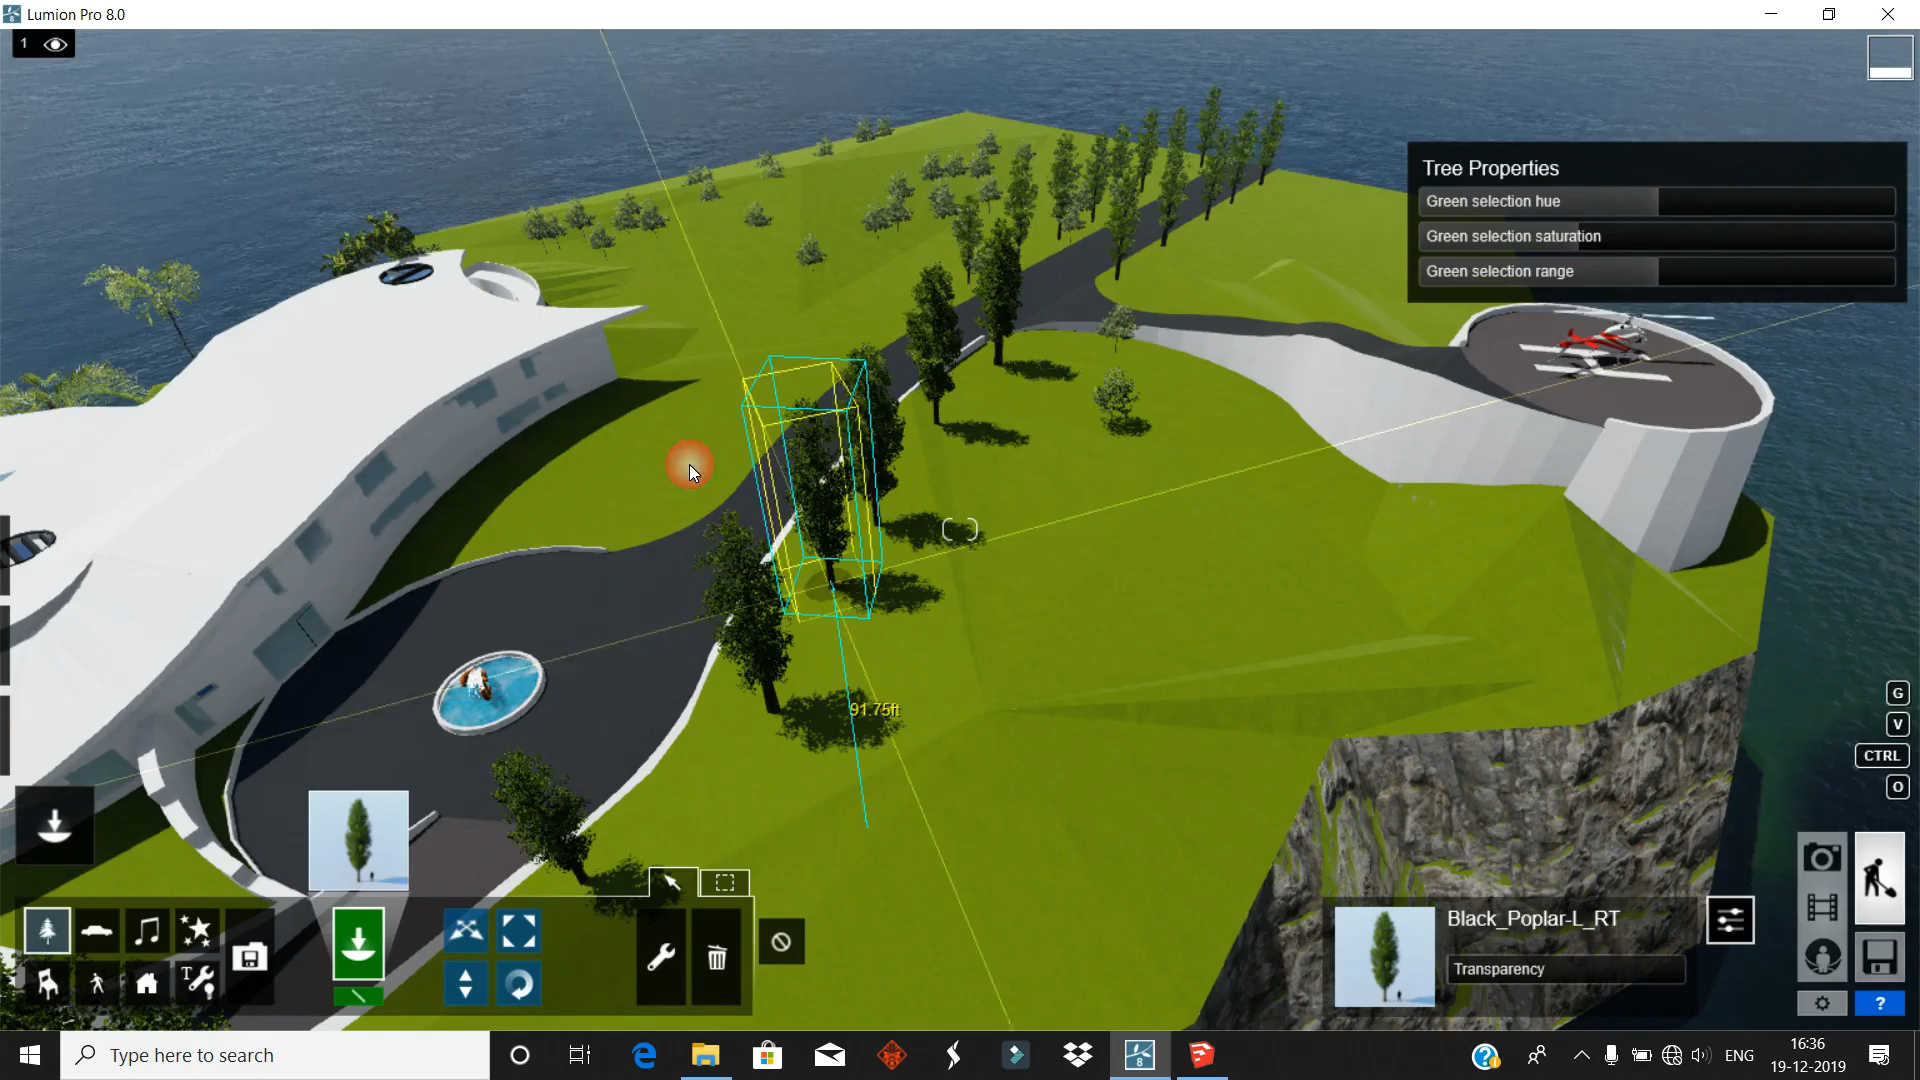 Lumion Pro 8.0
1
Tree Properties
Green selection hue
Green selection saturation
Green selection range
91.75ft
G
V
CTRL
O
Black_Poplar-L_RT
Transparency
T
?
Type here to search
8
ENG
16:36
19-12-2019